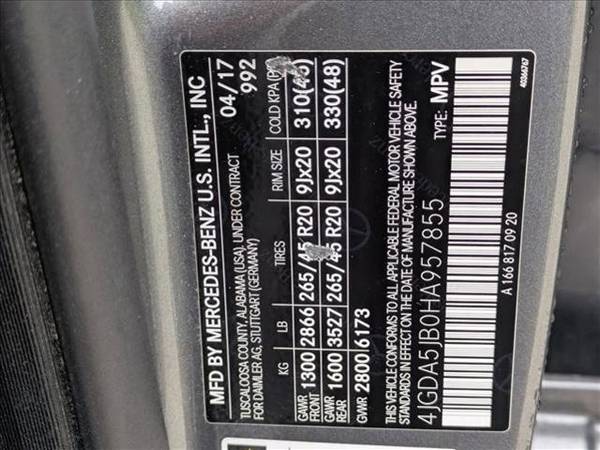 MFD BY MERCEDES-BENZ U.S. INTL., INC
TUSCALOOSA COUNTY, ALABAMA (USA). UNDER CONTRACT 04/17
FOR DAIMLER AG, STUTTGART (GERMANY) 992
KG LB TIRES RIM SIZE COLD KPA
GAWR FRONT 1300 2866 265/45 R20 9Jx20 310(45)
GAWR REAR 1600 3527 265/45 R20 9Jx20 330(48)
GVWR 2800 6173
THIS VEHICLE CONFORMS TO ALL APPLICABLE FEDERAL MOTOR VEHICLE SAFETY
STANDARDS IN EFFECT ON THE DATE OF MANUFACTURE SHOWN ABOVE.
4JGDA5JB0HA957855 TYPE: MPV
A 166 817 09 20 40366767